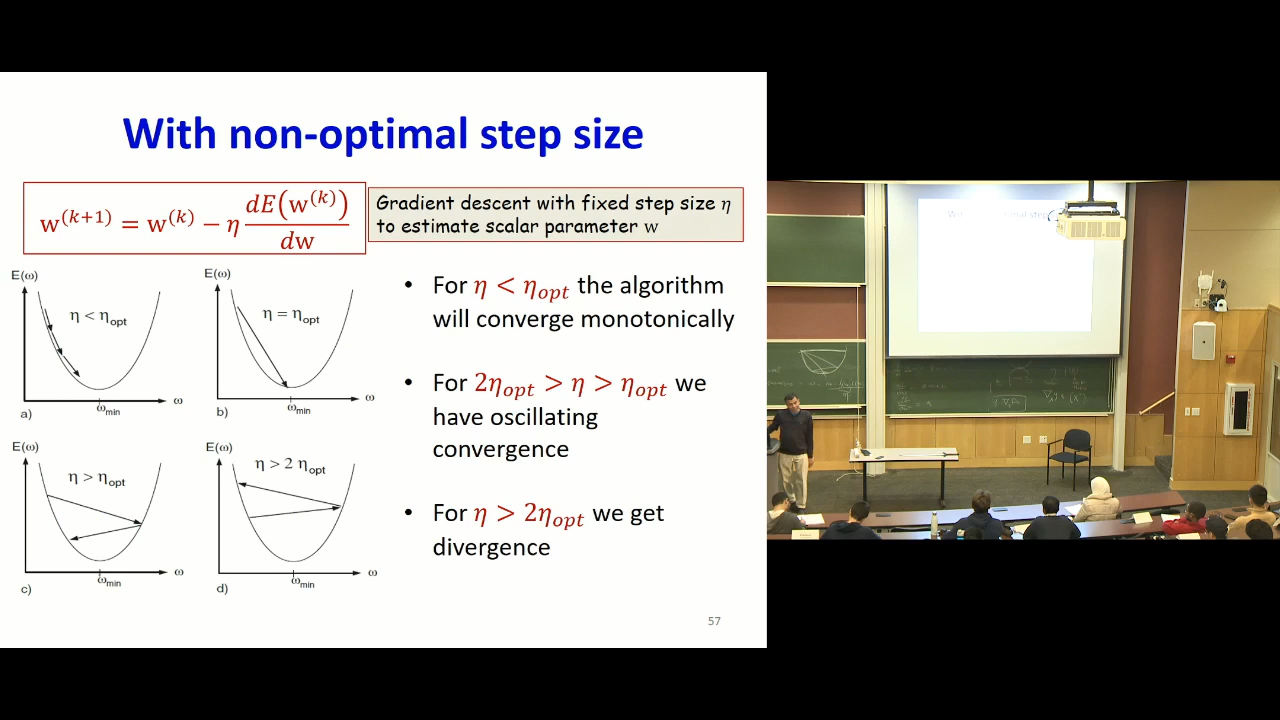 With non-optimal step size
w^{(k+1)} = w^{(k)} − η dE(w^{(k)})/dw
Gradient descent with fixed step size η
to estimate scalar parameter w
E(ω)
η < η_opt
ω_min
ω
a)
E(ω)
η = η_opt
ω_min
ω
b)
E(ω)
η > η_opt
ω_min
ω
c)
E(ω)
η > 2 η_opt
ω_min
ω
d)
• For η < η_opt the algorithm
will converge monotonically
• For 2η_opt > η > η_opt we
have oscillating
convergence
• For η > 2η_opt we get
divergence
57